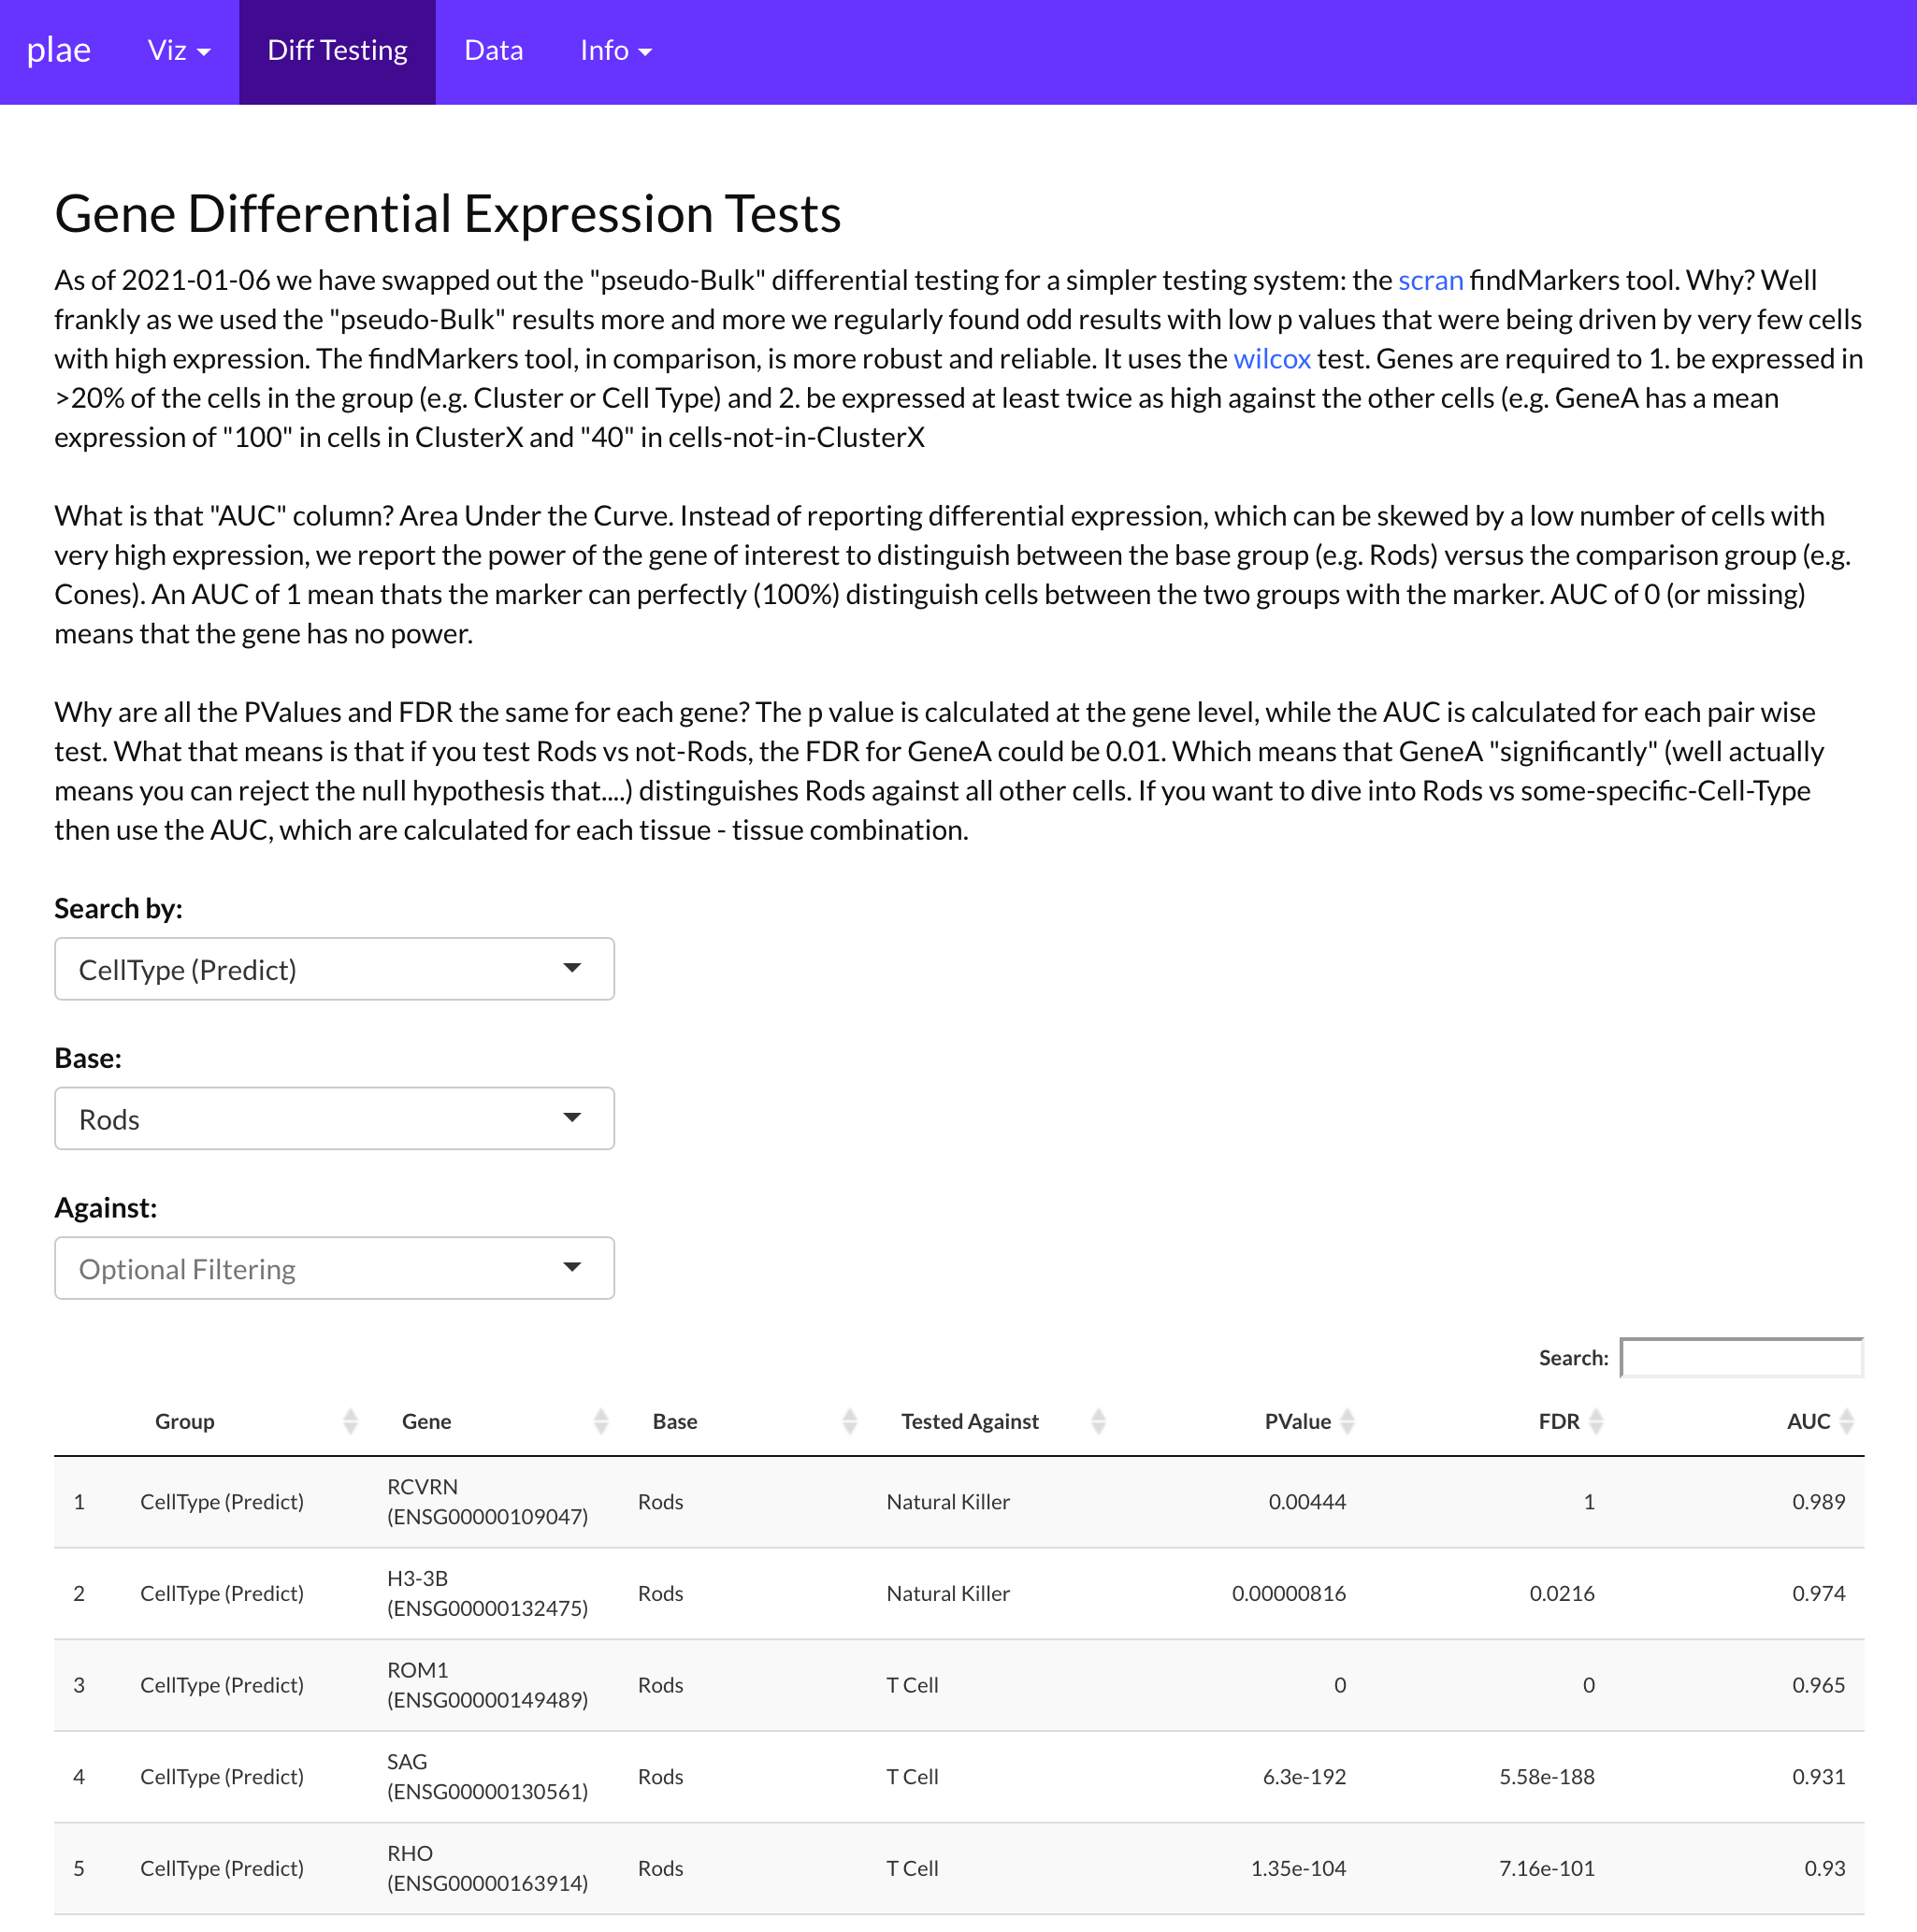 plae Viz Diff Testing Data Info
Gene Differential Expression Tests
As of 2021-01-06 we have swapped out the "pseudo-Bulk" differential testing for a simpler testing system: the scran findMarkers tool. Why? Well
frankly as we used the "pseudo-Bulk" results more and more we regularly found odd results with low p values that were being driven by very few cells
with high expression. The findMarkers tool, in comparison, is more robust and reliable. It uses the wilcox test. Genes are required to 1. be expressed in
>20% of the cells in the group (e.g. Cluster or Cell Type) and 2. be expressed at least twice as high against the other cells (e.g. GeneA has a mean
expression of "100" in cells in ClusterX and "40" in cells-not-in-ClusterX
What is that "AUC" column? Area Under the Curve. Instead of reporting differential expression, which can be skewed by a low number of cells with
very high expression, we report the power of the gene of interest to distinguish between the base group (e.g. Rods) versus the comparison group (e.g.
Cones). An AUC of 1 mean thats the marker can perfectly (100%) distinguish cells between the two groups with the marker. AUC of 0 (or missing)
means that the gene has no power.
Why are all the PValues and FDR the same for each gene? The p value is calculated at the gene level, while the AUC is calculated for each pair wise
test. What that means is that if you test Rods vs not-Rods, the FDR for GeneA could be 0.01. Which means that GeneA "significantly" (well actually
means you can reject the null hypothesis that....) distinguishes Rods against all other cells. If you want to dive into Rods vs some-specific-Cell-Type
then use the AUC, which are calculated for each tissue - tissue combination.
Search by:
CellType (Predict)
Base:
Rods
Against:
Optional Filtering
Search:
Group Gene Base Tested Against PValue FDR AUC
1 CellType (Predict) RCVRN (ENSG00000109047) Rods Natural Killer 0.00444 1 0.989
2 CellType (Predict) H3-3B (ENSG00000132475) Rods Natural Killer 0.00000816 0.0216 0.974
3 CellType (Predict) ROM1 (ENSG00000149489) Rods T Cell 0 0 0.965
4 CellType (Predict) SAG (ENSG00000130561) Rods T Cell 6.3e-192 5.58e-188 0.931
5 CellType (Predict) RHO (ENSG00000163914) Rods T Cell 1.35e-104 7.16e-101 0.93